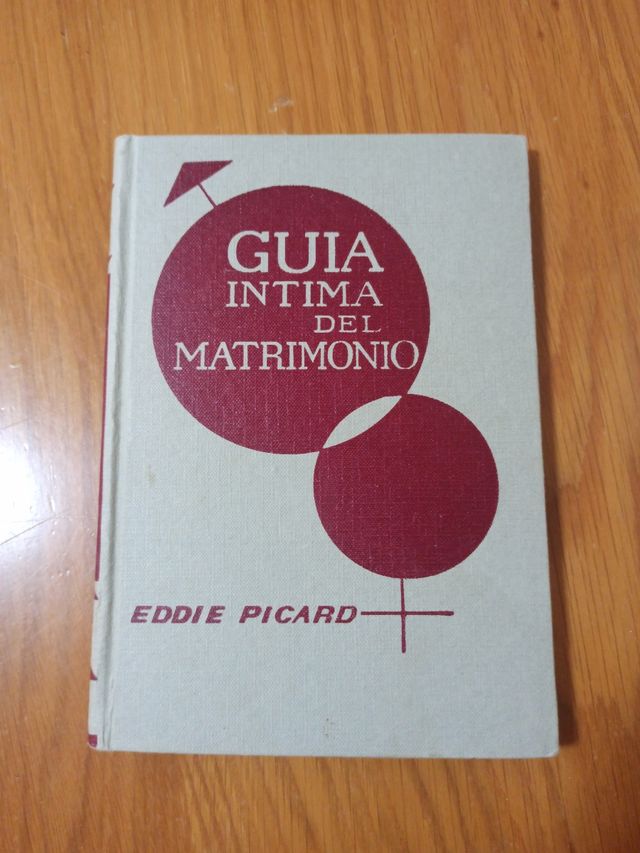 GUIA
INTIMA
DEL
MATRIMONIO
EDDIE PICARD